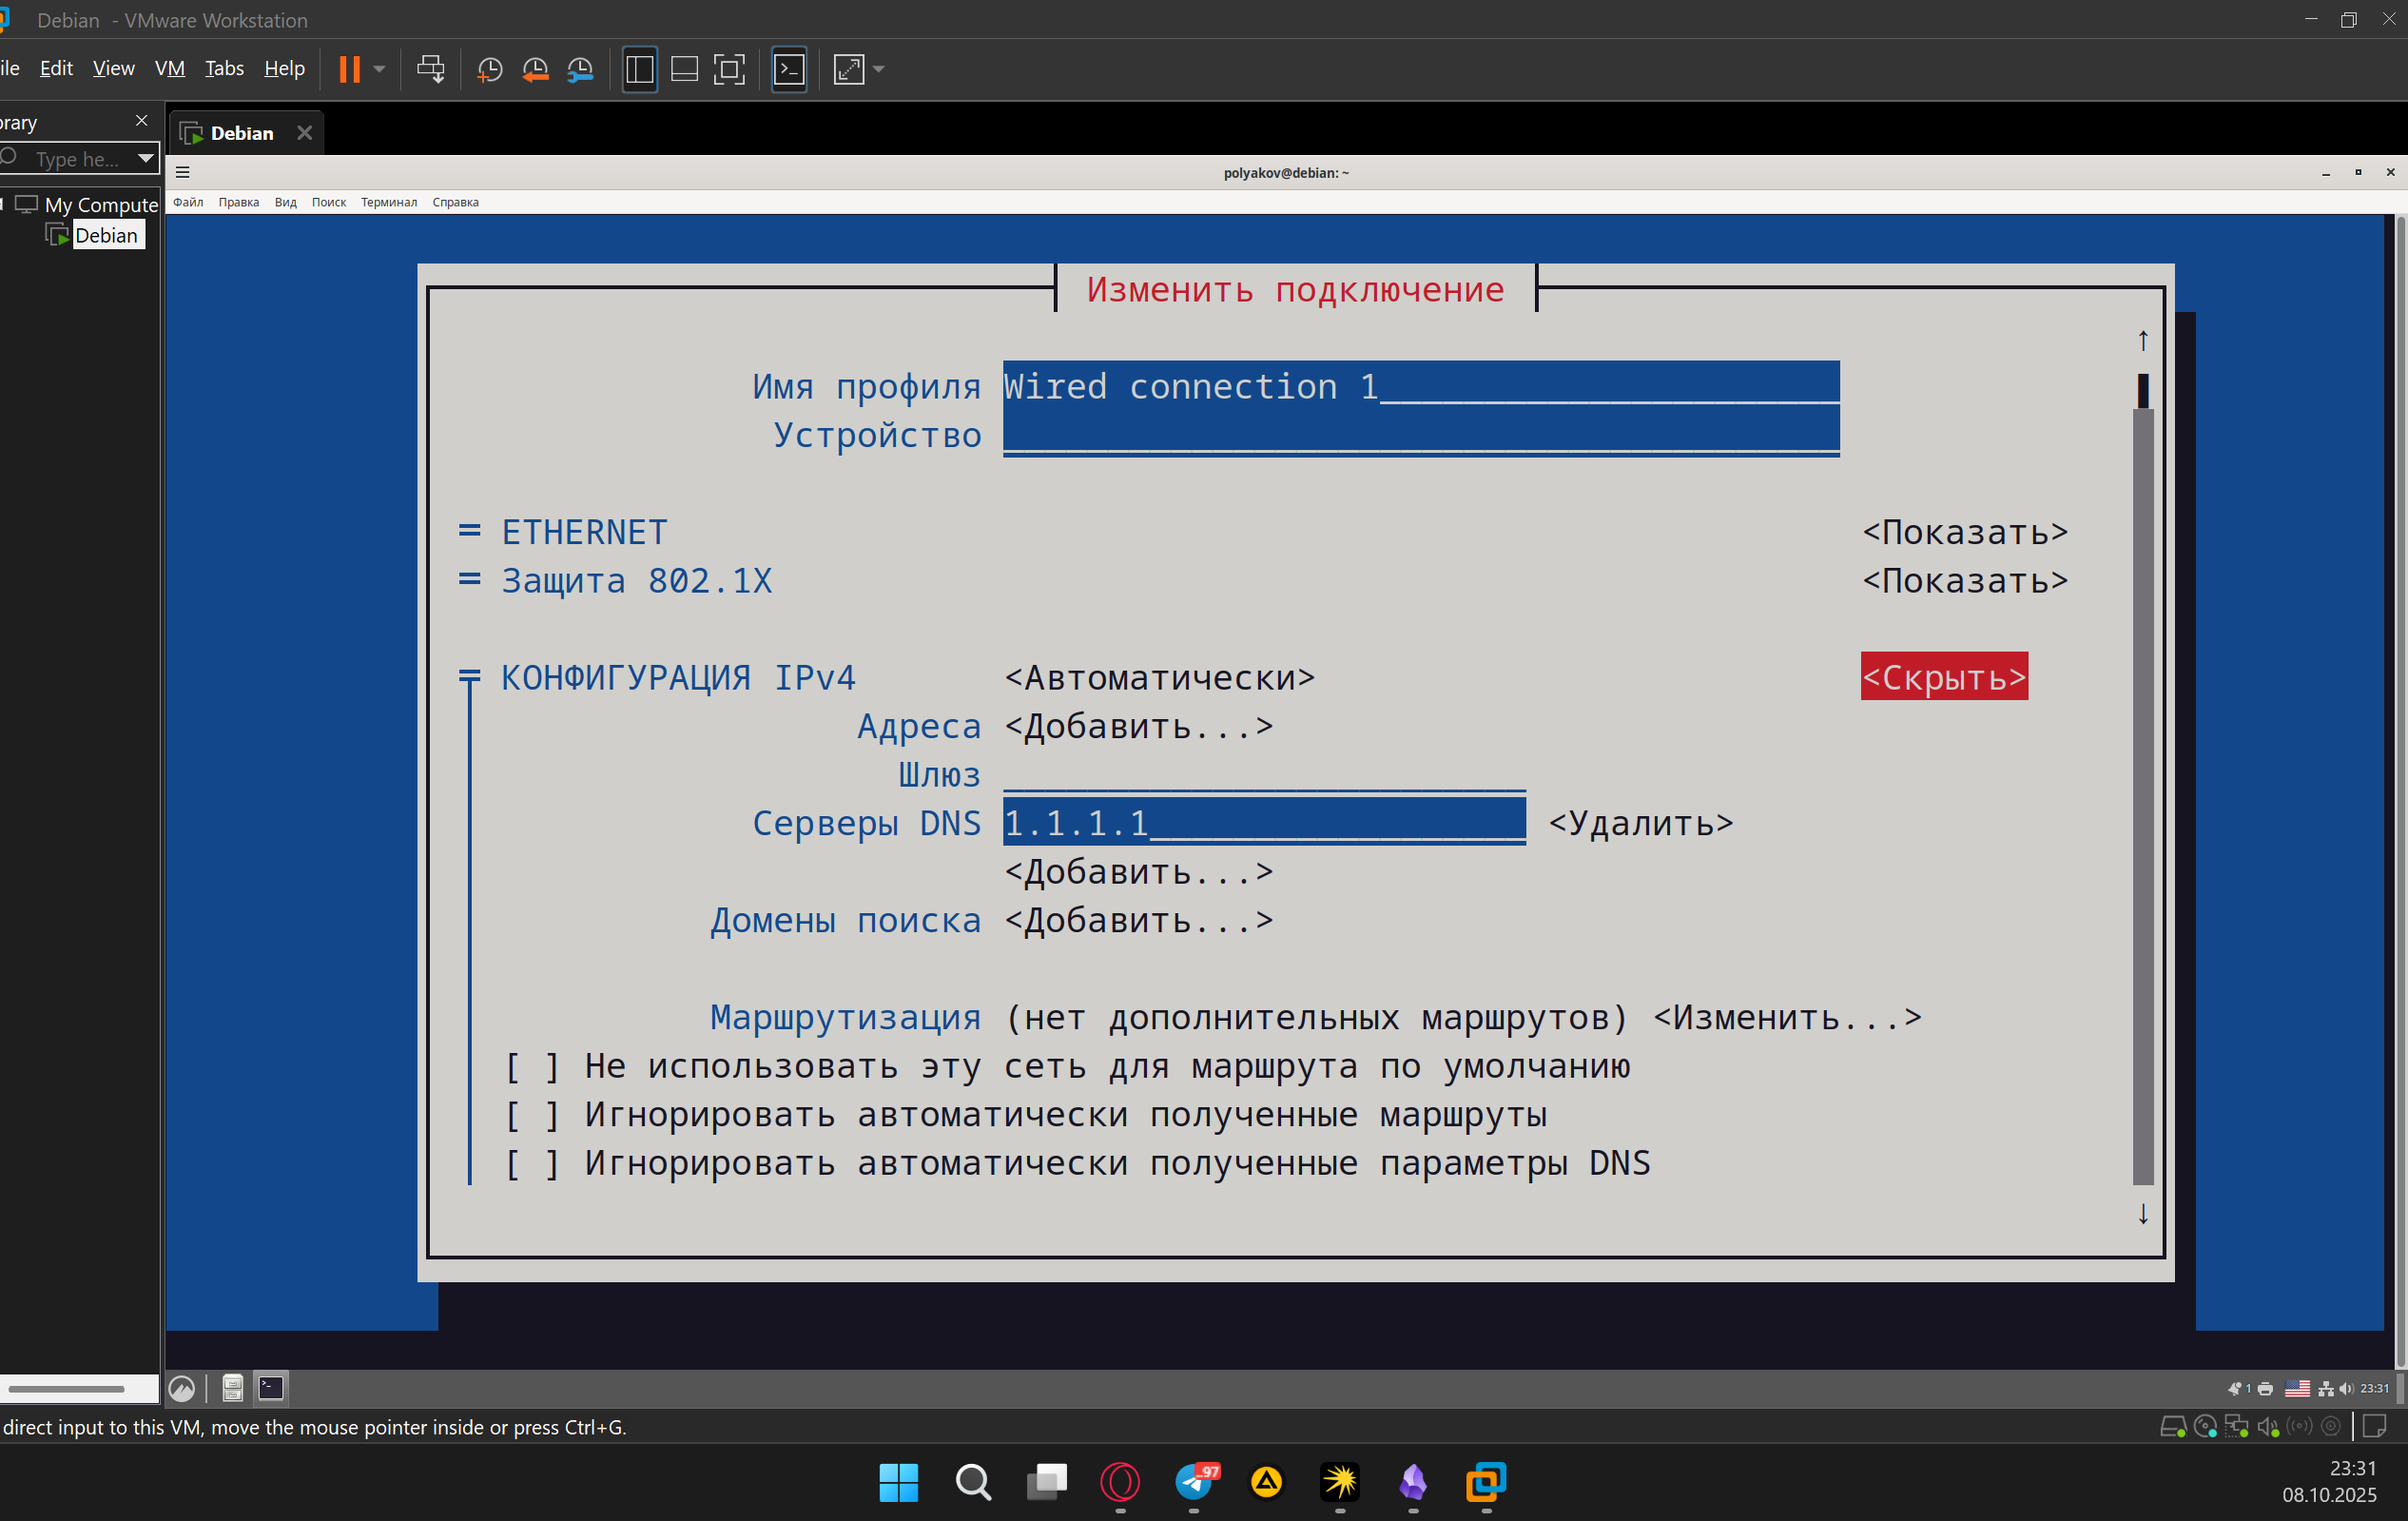 Debian - VMware Workstation
ile Edit View VM Tabs Help
rary
Debian
Type he...
polyakov@debian: ~
My Compute
Файл Правка Вид Поиск Терминал Справка
Debian
Изменить подключение
Имя профиля Wired connection 1
Устройство
= ETHERNET <Показать>
= Защита 802.1X <Показать>
КОНФИГУРАЦИЯ IPv4 <Автоматически> <Скрыть>
Адреса <Добавить...>
Шлюз
Серверы DNS 1.1.1.1 <Удалить>
<Добавить...>
Домены поиска <Добавить...>
Маршрутизация (нет дополнительных маршрутов) <Изменить...>
[ ] Не использовать эту сеть для маршрута по умолчанию
[ ] Игнорировать автоматически полученные маршруты
[ ] Игнорировать автоматически полученные параметры DNS
1 23:31
direct input to this VM, move the mouse pointer inside or press Ctrl+G.
97
23:31
08.10.2025